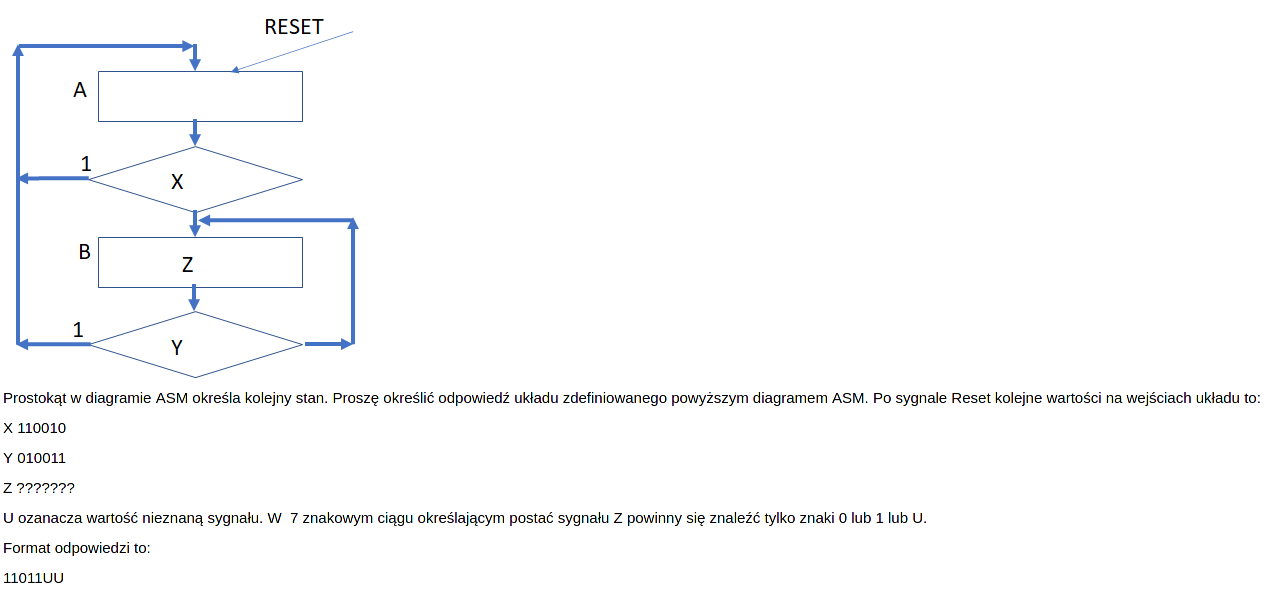 RESET
A
1
X
B
Z
1
Y
Prostokąt w diagramie ASM określa kolejny stan. Proszę określić odpowiedź układu zdefiniowanego powyższym diagramem ASM. Po sygnale Reset kolejne wartości na wejściach układu to:
X 110010
Y 010011
Z ???????
U ozanacza wartość nieznaną sygnału. W  7 znakowym ciągu określającym postać sygnału Z powinny się znaleźć tylko znaki 0 lub 1 lub U.
Format odpowiedzi to:
11011UU